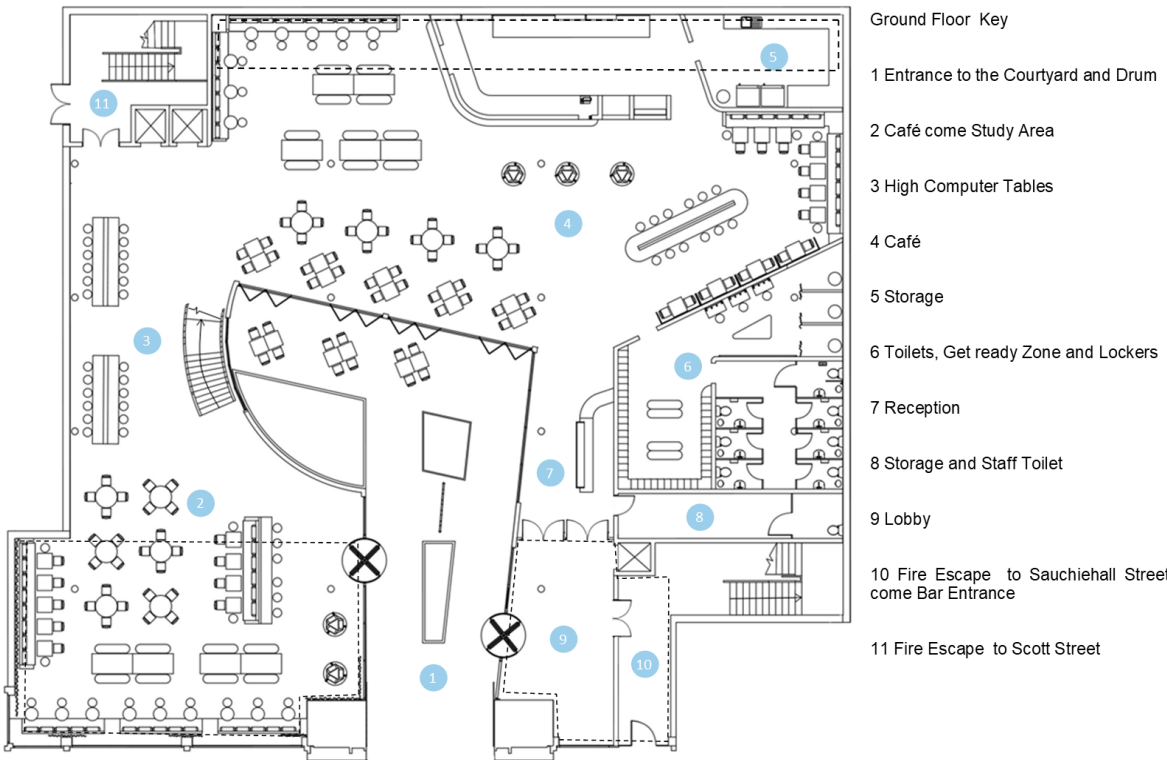 Ground Floor Key
1 Entrance to the Courtyard and Drum
2 Café come Study Area
3 High Computer Tables
4 Café
5 Storage
6 Toilets, Get ready Zone and Lockers
7 Reception
8 Storage and Staff Toilet
9 Lobby
10 Fire Escape to Sauchiehall Street
come Bar Entrance
11 Fire Escape to Scott Street
5
11
4
3
6
7
2
8
9
10
1